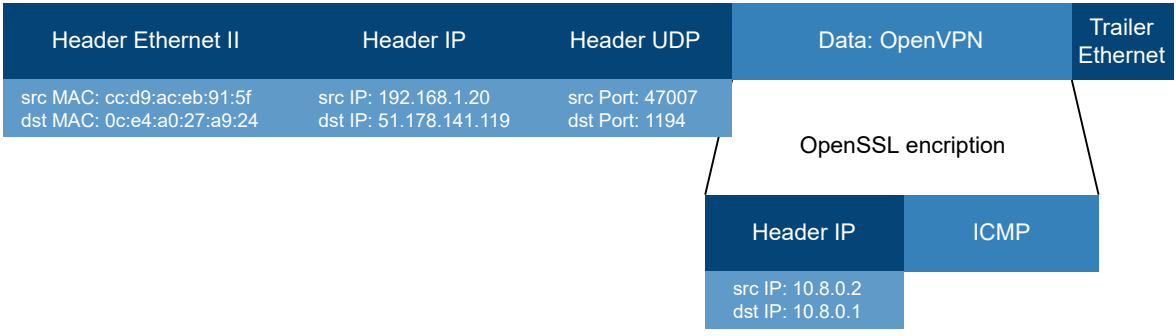 Header Ethernet II
Header IP
Header UDP
Data: OpenVPN
Trailer
Ethernet
src MAC: cc:d9:ac:eb:91:5f
dst MAC: 0c:e4:a0:27:a9:24
src IP: 192.168.1.20
dst IP: 51.178.141.119
src Port: 47007
dst Port: 1194
OpenSSL encription
Header IP
ICMP
src IP: 10.8.0.2
dst IP: 10.8.0.1